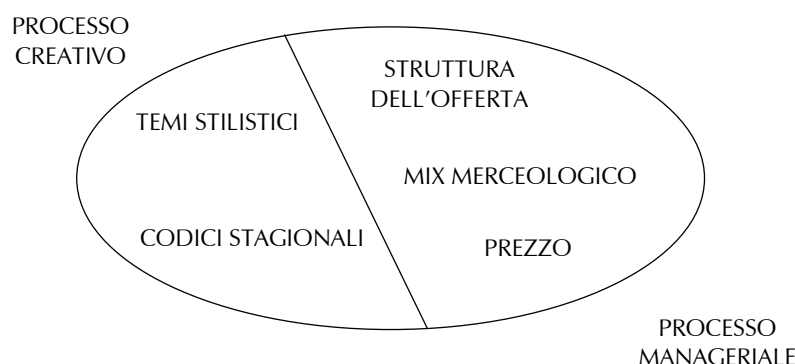 PROCESSO
CREATIVO
STRUTTURA
DELL’OFFERTA
TEMI STILISTICI
MIX MERCEOLOGICO
CODICI STAGIONALI
PREZZO
PROCESSO
MANAGERIALE